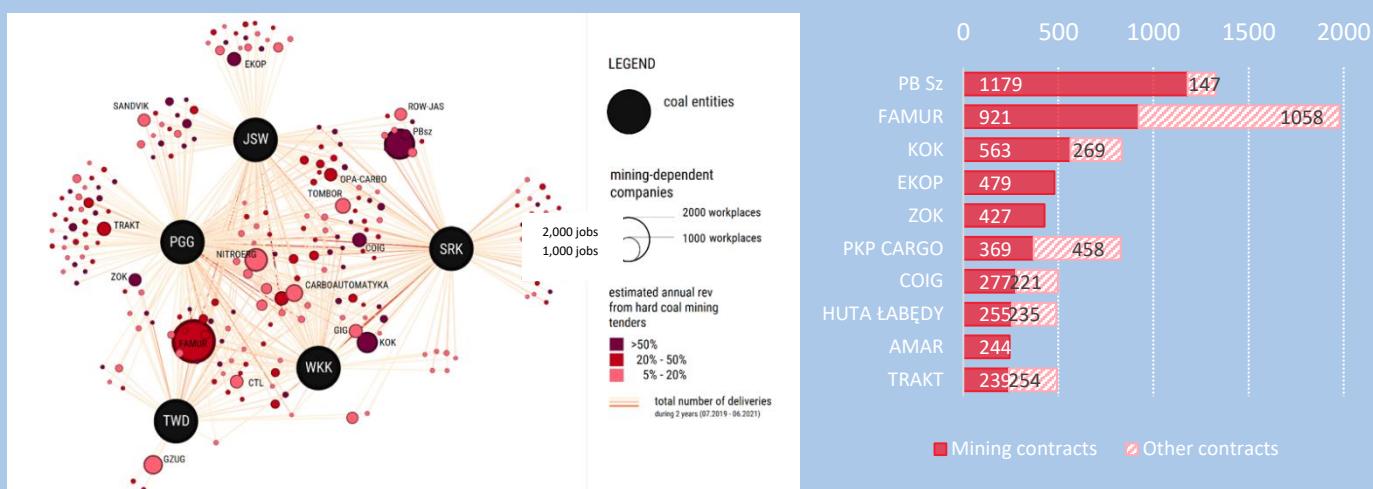 EKOP
SANDVIK
ROW-JAS
PBsz
JSW
OPA-CARBO
TOMBOR
TRAKT
PGG
COIG
SRK
NITROERG
ZOK
CARBOAUTOMATYKA
FAMUR
GIG
KOK
WKK
CTL
TWD
GZUG
LEGEND
coal entities
mining-dependent
companies
2000 workplaces
1000 workplaces
2,000 jobs
1,000 jobs
estimated annual rev
from hard coal mining
tenders
>50%
20% - 50%
5% - 20%
total number of deliveries
during 2 years (07.2019 - 06.2021)
0 500 1000 1500 2000
PB Sz 1179 147
FAMUR 921 1058
KOK 563 269
EKOP 479
ZOK 427
PKP CARGO 369 458
COIG 277 221
HUTA ŁABĘDY 255 235
AMAR 244
TRAKT 239 254
Mining contracts Other contracts